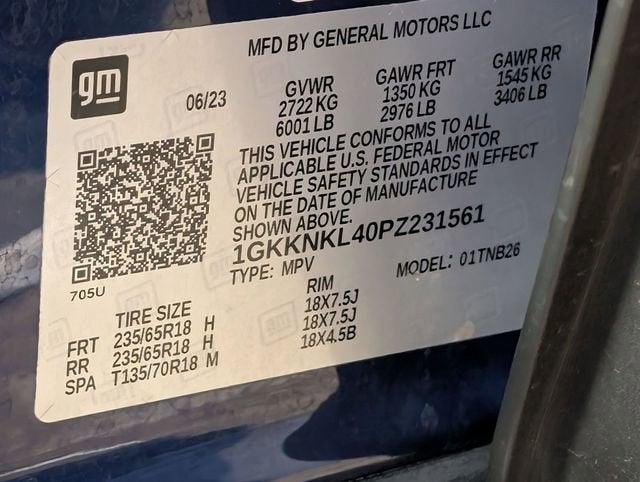 MFD BY GENERAL MOTORS LLC
gm
06/23
GVWR
2722 KG
6001 LB
GAWR FRT
1350 KG
2976 LB
GAWR RR
1545 KG
3406 LB
THIS VEHICLE CONFORMS TO ALL
APPLICABLE U.S. FEDERAL MOTOR
VEHICLE SAFETY STANDARDS IN EFFECT
ON THE DATE OF MANUFACTURE
SHOWN ABOVE.
1GKKNKL40PZ231561
TYPE: MPV MODEL: 01TNB26
705U
TIRE SIZE RIM
FRT 235/65R18 H 18X7.5J
RR 235/65R18 H 18X7.5J
SPA T135/70R18 M 18X4.5B